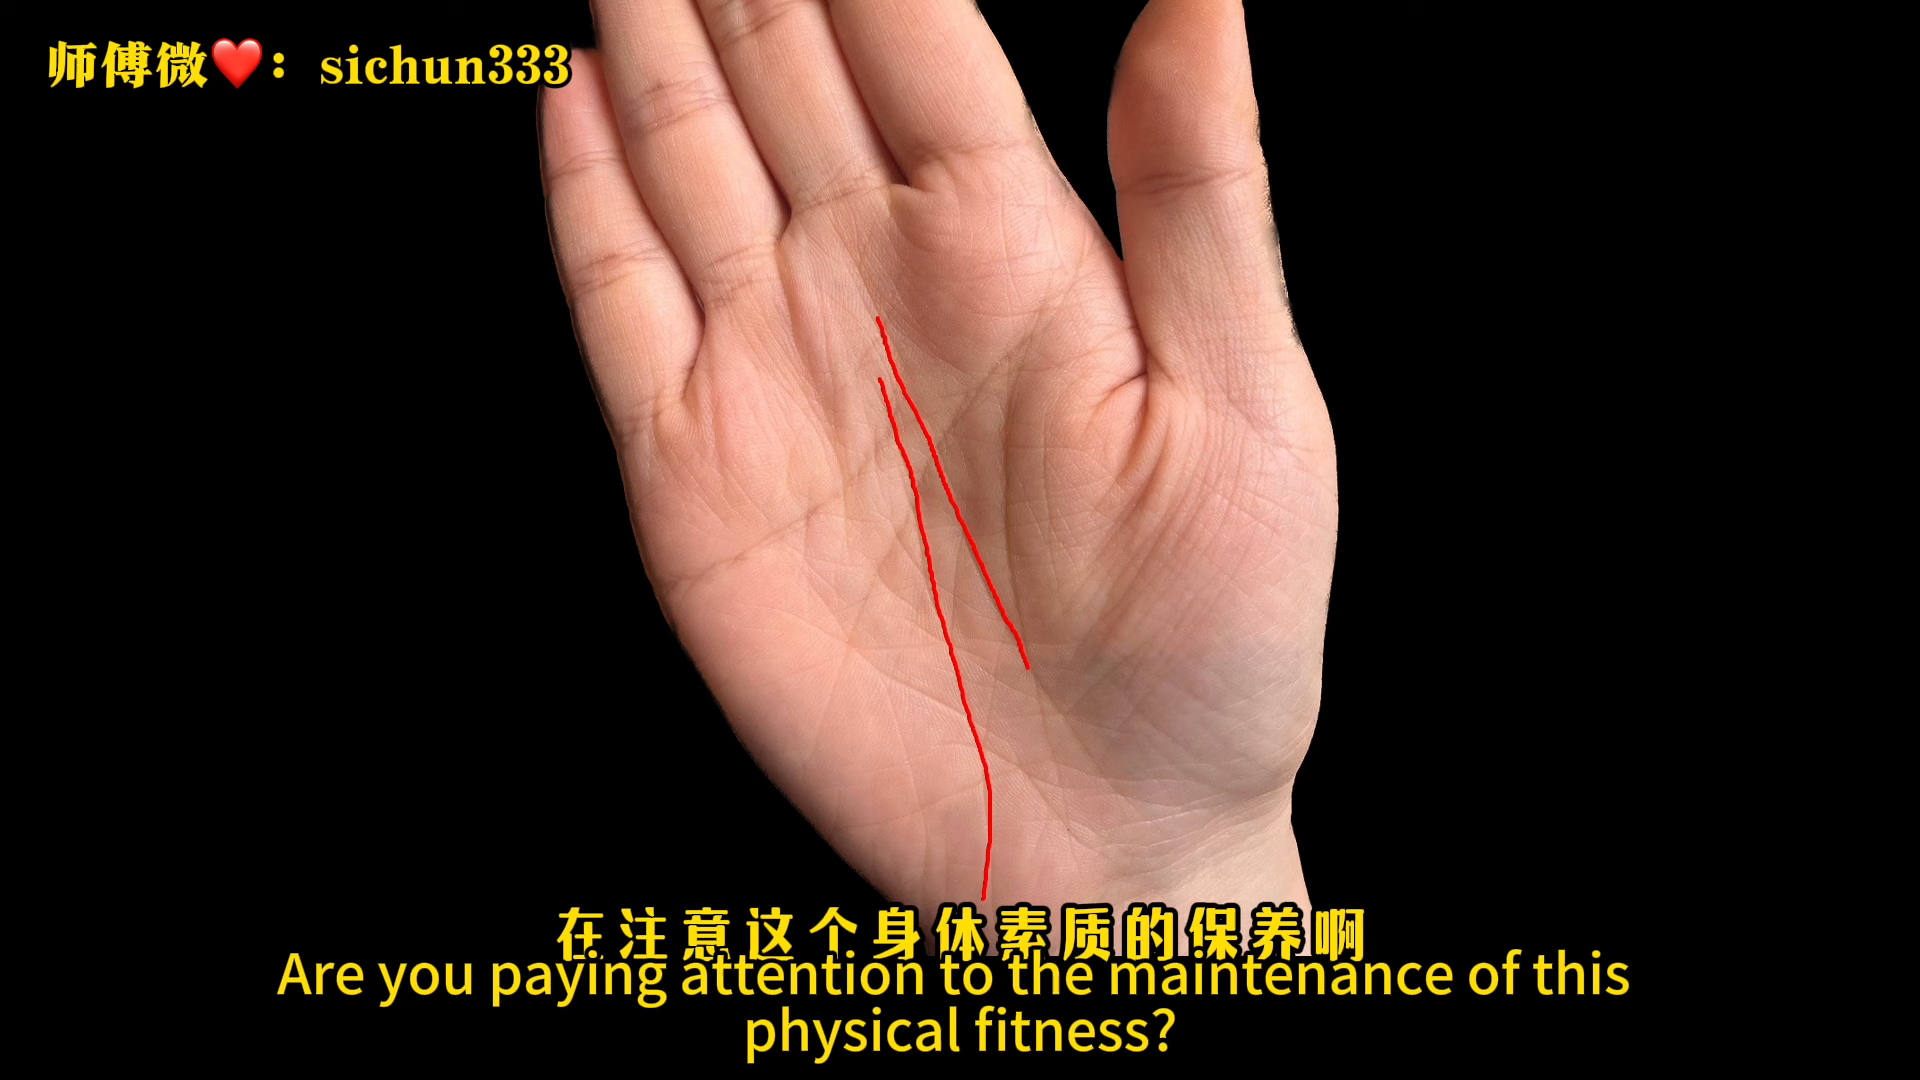 师傅微❤️：sichun333
在注意这个身体素质的保养啊
Are you paying attention to the maintenance of this
physical fitness?